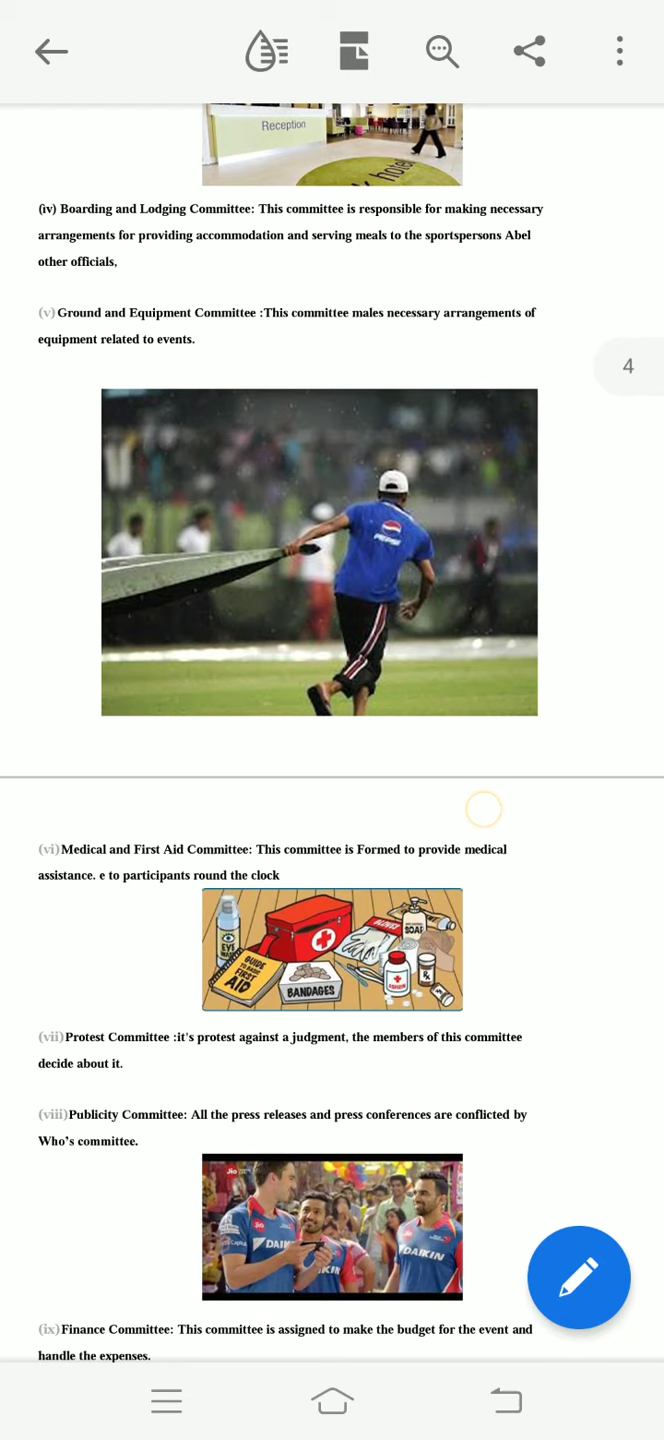 Reception
hotel
(iv) Boarding and Lodging Committee: This committee is responsible for making necessary
arrangements for providing accommodation and serving meals to the sportspersons Abel
other officials,
(v) Ground and Equipment Committee :This committee males necessary arrangements of
equipment related to events.
4
PEPSI
(vi) Medical and First Aid Committee: This committee is Formed to provide medical
assistance. e to participants round the clock
EYE
GUIDE
FIRST
AID
BANDAGES
GLOVES
SOAP
Rx
(vii) Protest Committee :it's protest against a judgment, the members of this committee
decide about it.
(viii) Publicity Committee: All the press releases and press conferences are conflicted by
Who's committee.
Jio
DAIKIN
(ix) Finance Committee: This committee is assigned to make the budget for the event and
handle the expenses.